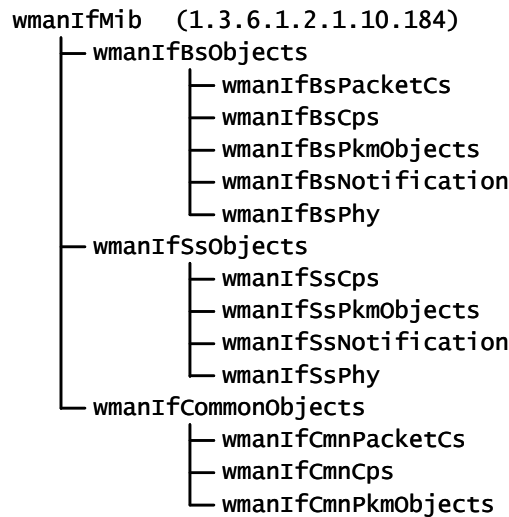 wmanIfMib (1.3.6.1.2.1.10.184)
wmanIfBsObjects
wmanIfBsPacketCs
wmanIfBsCps
wmanIfBsPkmObjects
wmanIfBsNotification
wmanIfBsPhy
wmanIfSsObjects
wmanIfSsCps
wmanIfSsPkmObjects
wmanIfSsNotification
wmanIfSsPhy
wmanIfCommonObjects
wmanIfCmnPacketCs
wmanIfCmnCps
wmanIfCmnPkmObjects